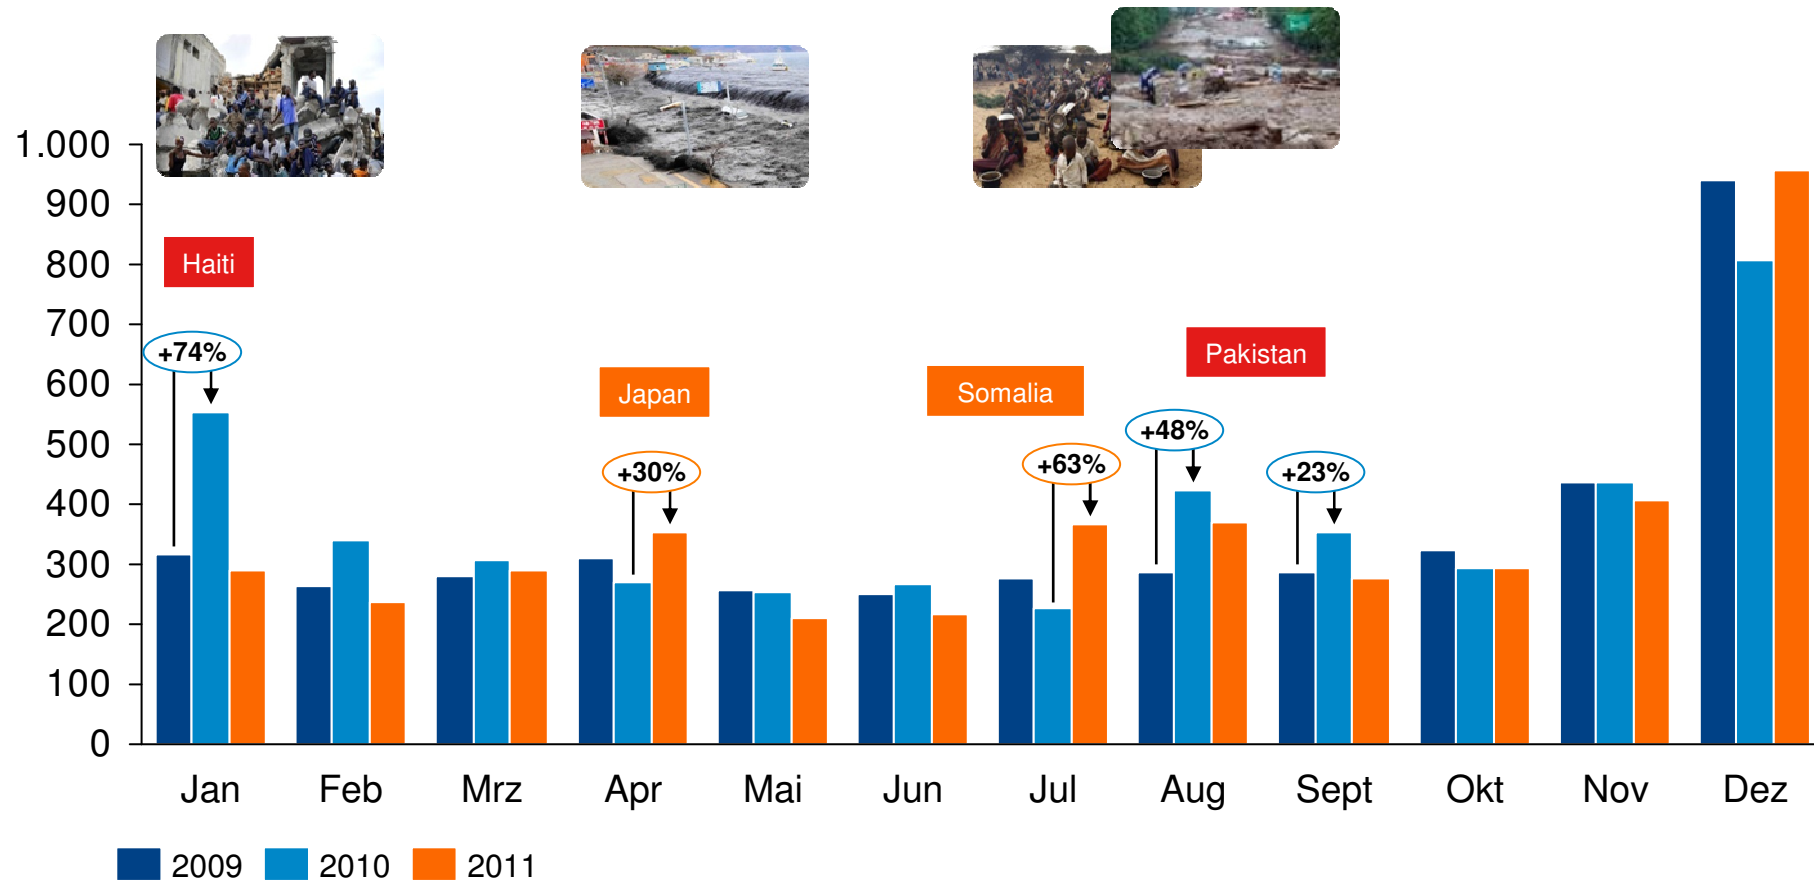 1.000
900
800
700
600
500
400
300
200
100
0
Haiti
+74%
Japan
+30%
Somalia
+63%
Pakistan
+48%
+23%
Jan Feb Mrz Apr Mai Jun Jul Aug Sept Okt Nov Dez
2009 2010 2011